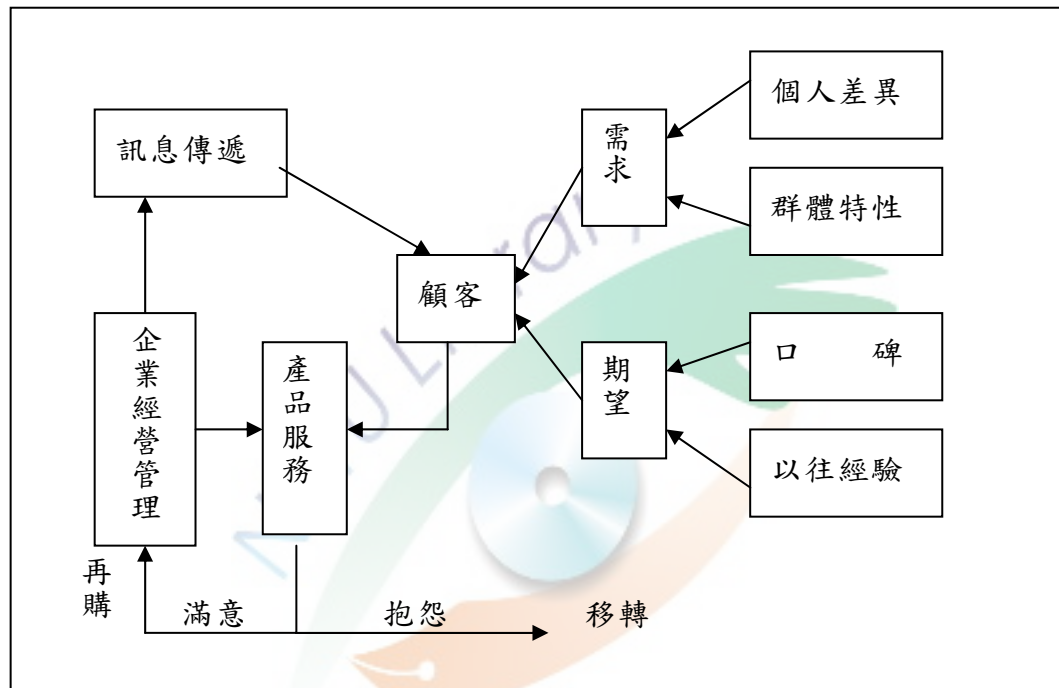 個人差異
訊息傳遞
需求
群體特性
顧客
企業經營管理
產品服務
期望
口 碑
以往經驗
再購
滿意
抱怨
移轉